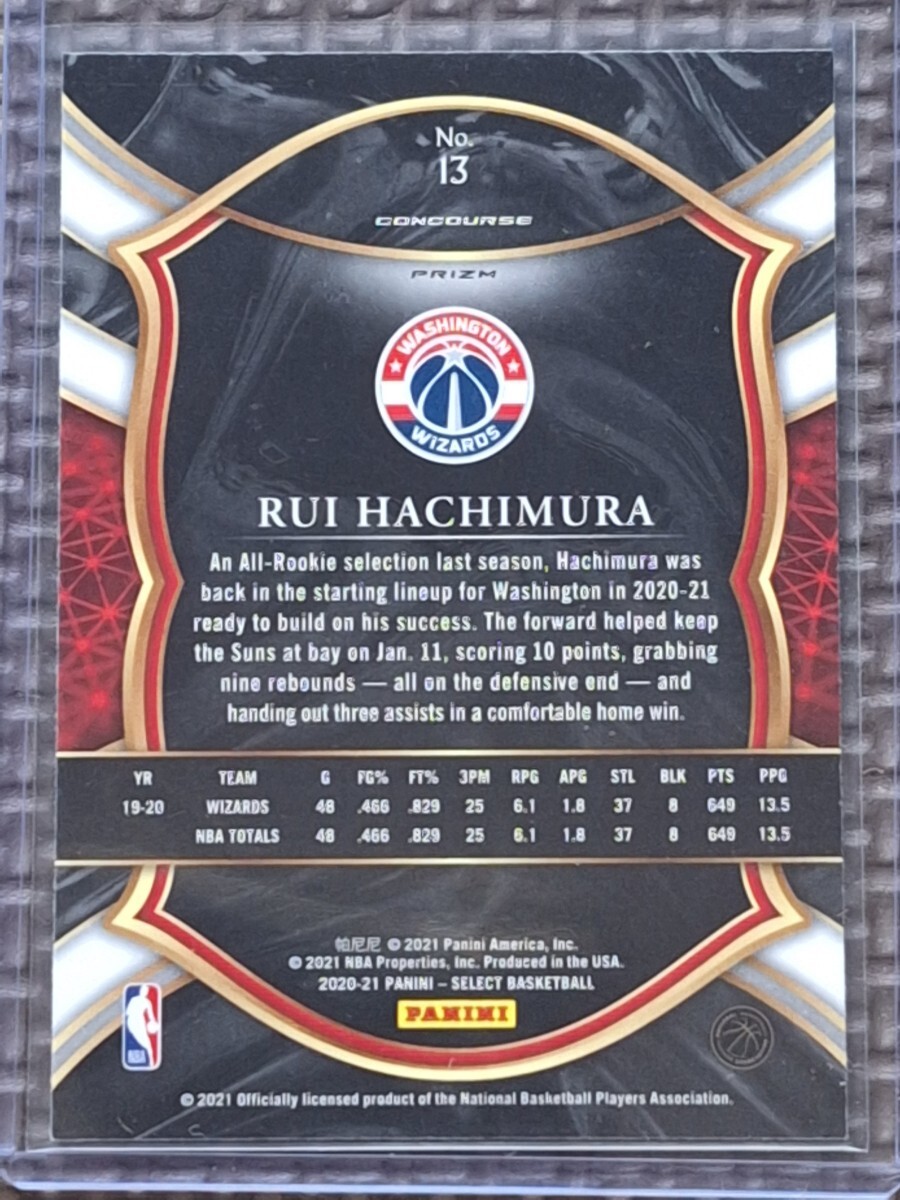 No.
13
CONCOURSE
PRIZM
WASHINGTON
WIZARDS
RUI HACHIMURA
An All-Rookie selection last season, Hachimura was
back in the starting lineup for Washington in 2020-21
ready to build on his success. The forward helped keep
the Suns at bay on Jan. 11, scoring 10 points, grabbing
nine rebounds — all on the defensive end — and
handing out three assists in a comfortable home win.
YR TEAM G FG% FT% 3PM RPG APG STL BLK PTS PPG
19-20 WIZARDS 48 .466 .829 25 6.1 1.8 37 8 649 13.5
NBA TOTALS 48 .466 .829 25 6.1 1.8 37 8 649 13.5
帕尼尼 © 2021 Panini America, Inc.
© 2021 NBA Properties, Inc. Produced in the USA.
2020-21 PANINI – SELECT BASKETBALL
PANINI
NBA
© 2021 Officially licensed product of the National Basketball Players Association.